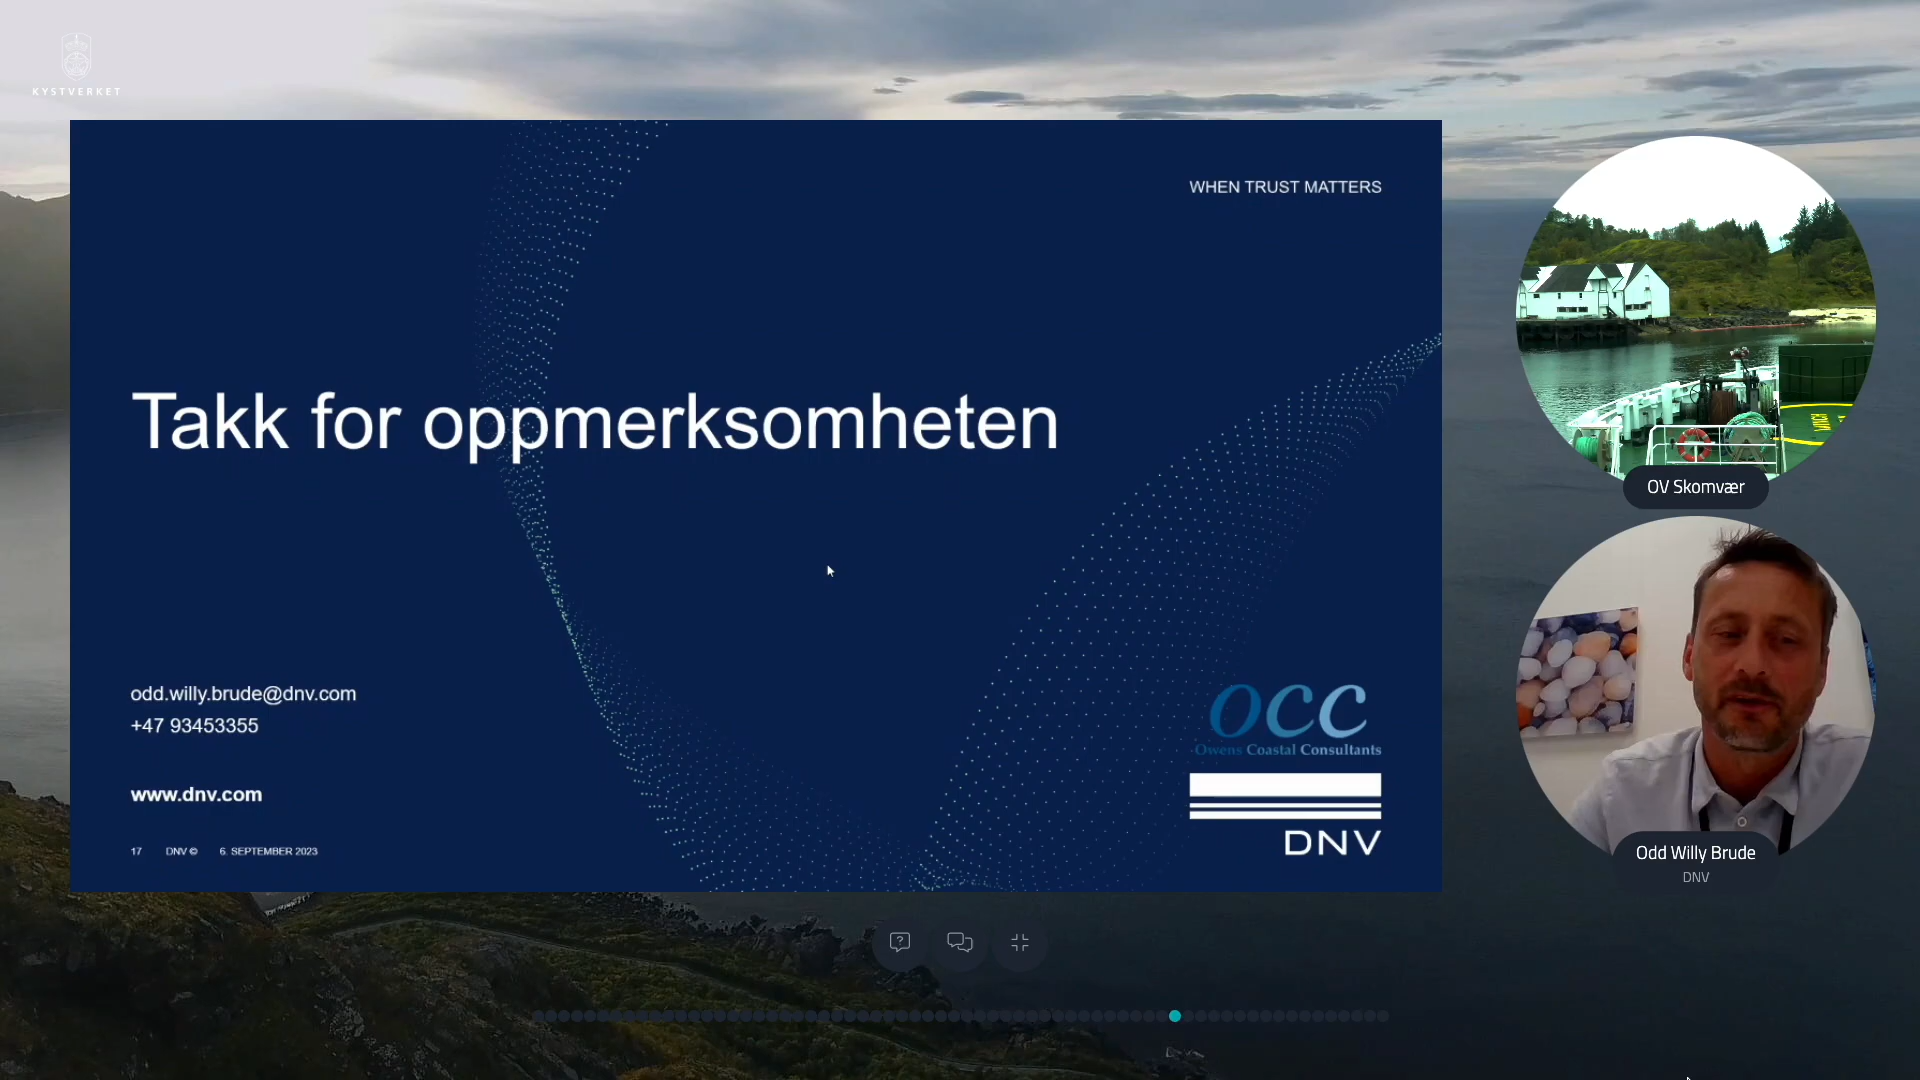 KYSTVERKET
WHEN TRUST MATTERS
Takk for oppmerksomheten
odd.willy.brude@dnv.com
+47 93453355
www.dnv.com
17 DNV © 6. SEPTEMBER 2023
OCC
Owens Coastal Consultants
DNV
WINCH
OV Skomvær
Odd Willy Brude
DNV
?